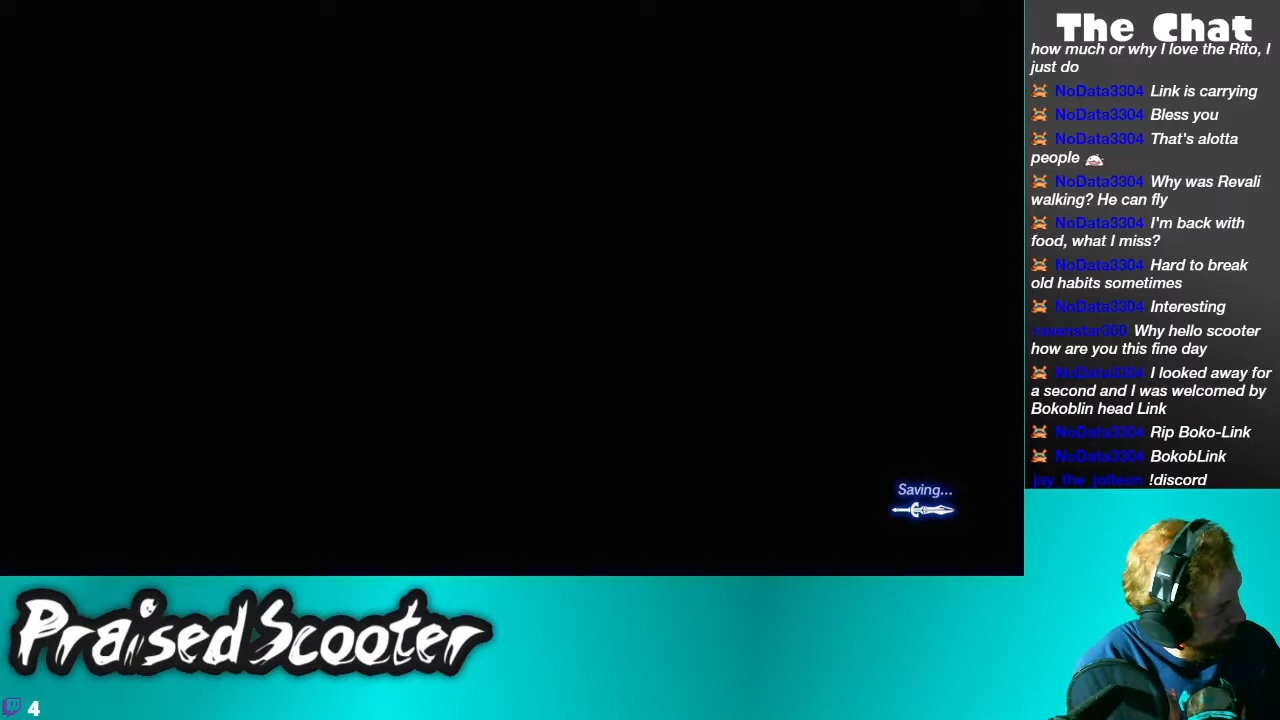 The Chat
how much or why I love the Rito, I
just do
NoData3304 Link is carrying
NoData3304 Bless you
NoData3304 That's alotta
people
NoData3304 Why was Revali
walking? He can fly
NoData3304 I'm back with
food, what I miss?
NoData3304 Hard to break
old habits sometimes
NoData3304 Interesting
ravenstar300 Why hello scooter
how are you this fine day
NoData3304 I looked away for
a second and I was welcomed by
Bokoblin head Link
NoData3304 Rip Boko-Link
NoData3304 BokobLink
jay_the_jolteon !discord
Saving...
PraisedScooter
4